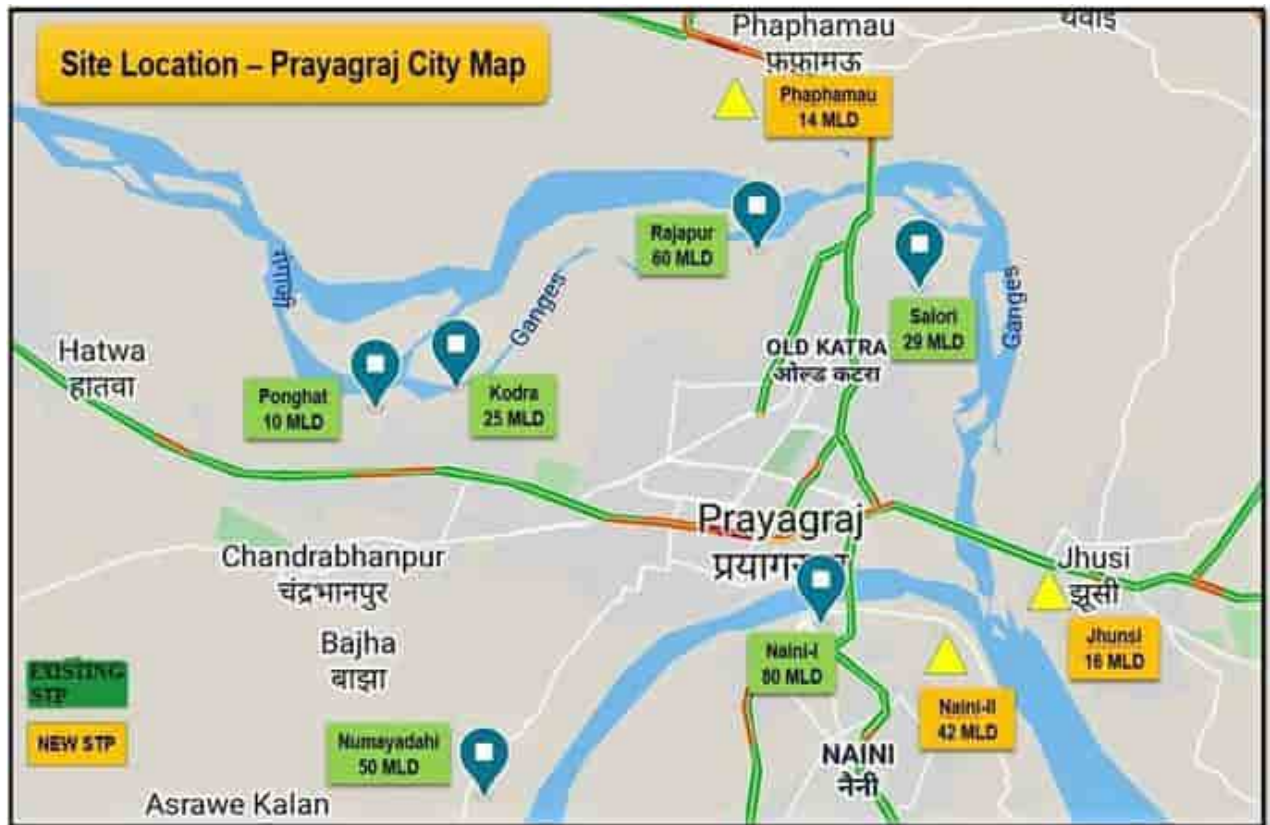 Site Location – Prayagraj City Map
Phaphamau
फ़फ़ामऊ
थवाई
Phaphamau
14 MLD
Rajapur
60 MLD
Ganges
Salori
29 MLD
Ganges
OLD KATRA
ओल्ड कटरा
Hatwa
हातवा
Ponghat
10 MLD
Kodra
25 MLD
Prayagraj
Chandrabhanpur
चंद्रभानपुर
Jhusi
झूसी
Jhunsi
16 MLD
Bajha
बाझा
Naini-I
80 MLD
Naini-II
42 MLD
EXISTING
STP
NEW STP
Numayadahi
50 MLD
NAINI
नैनी
Asrawe Kalan